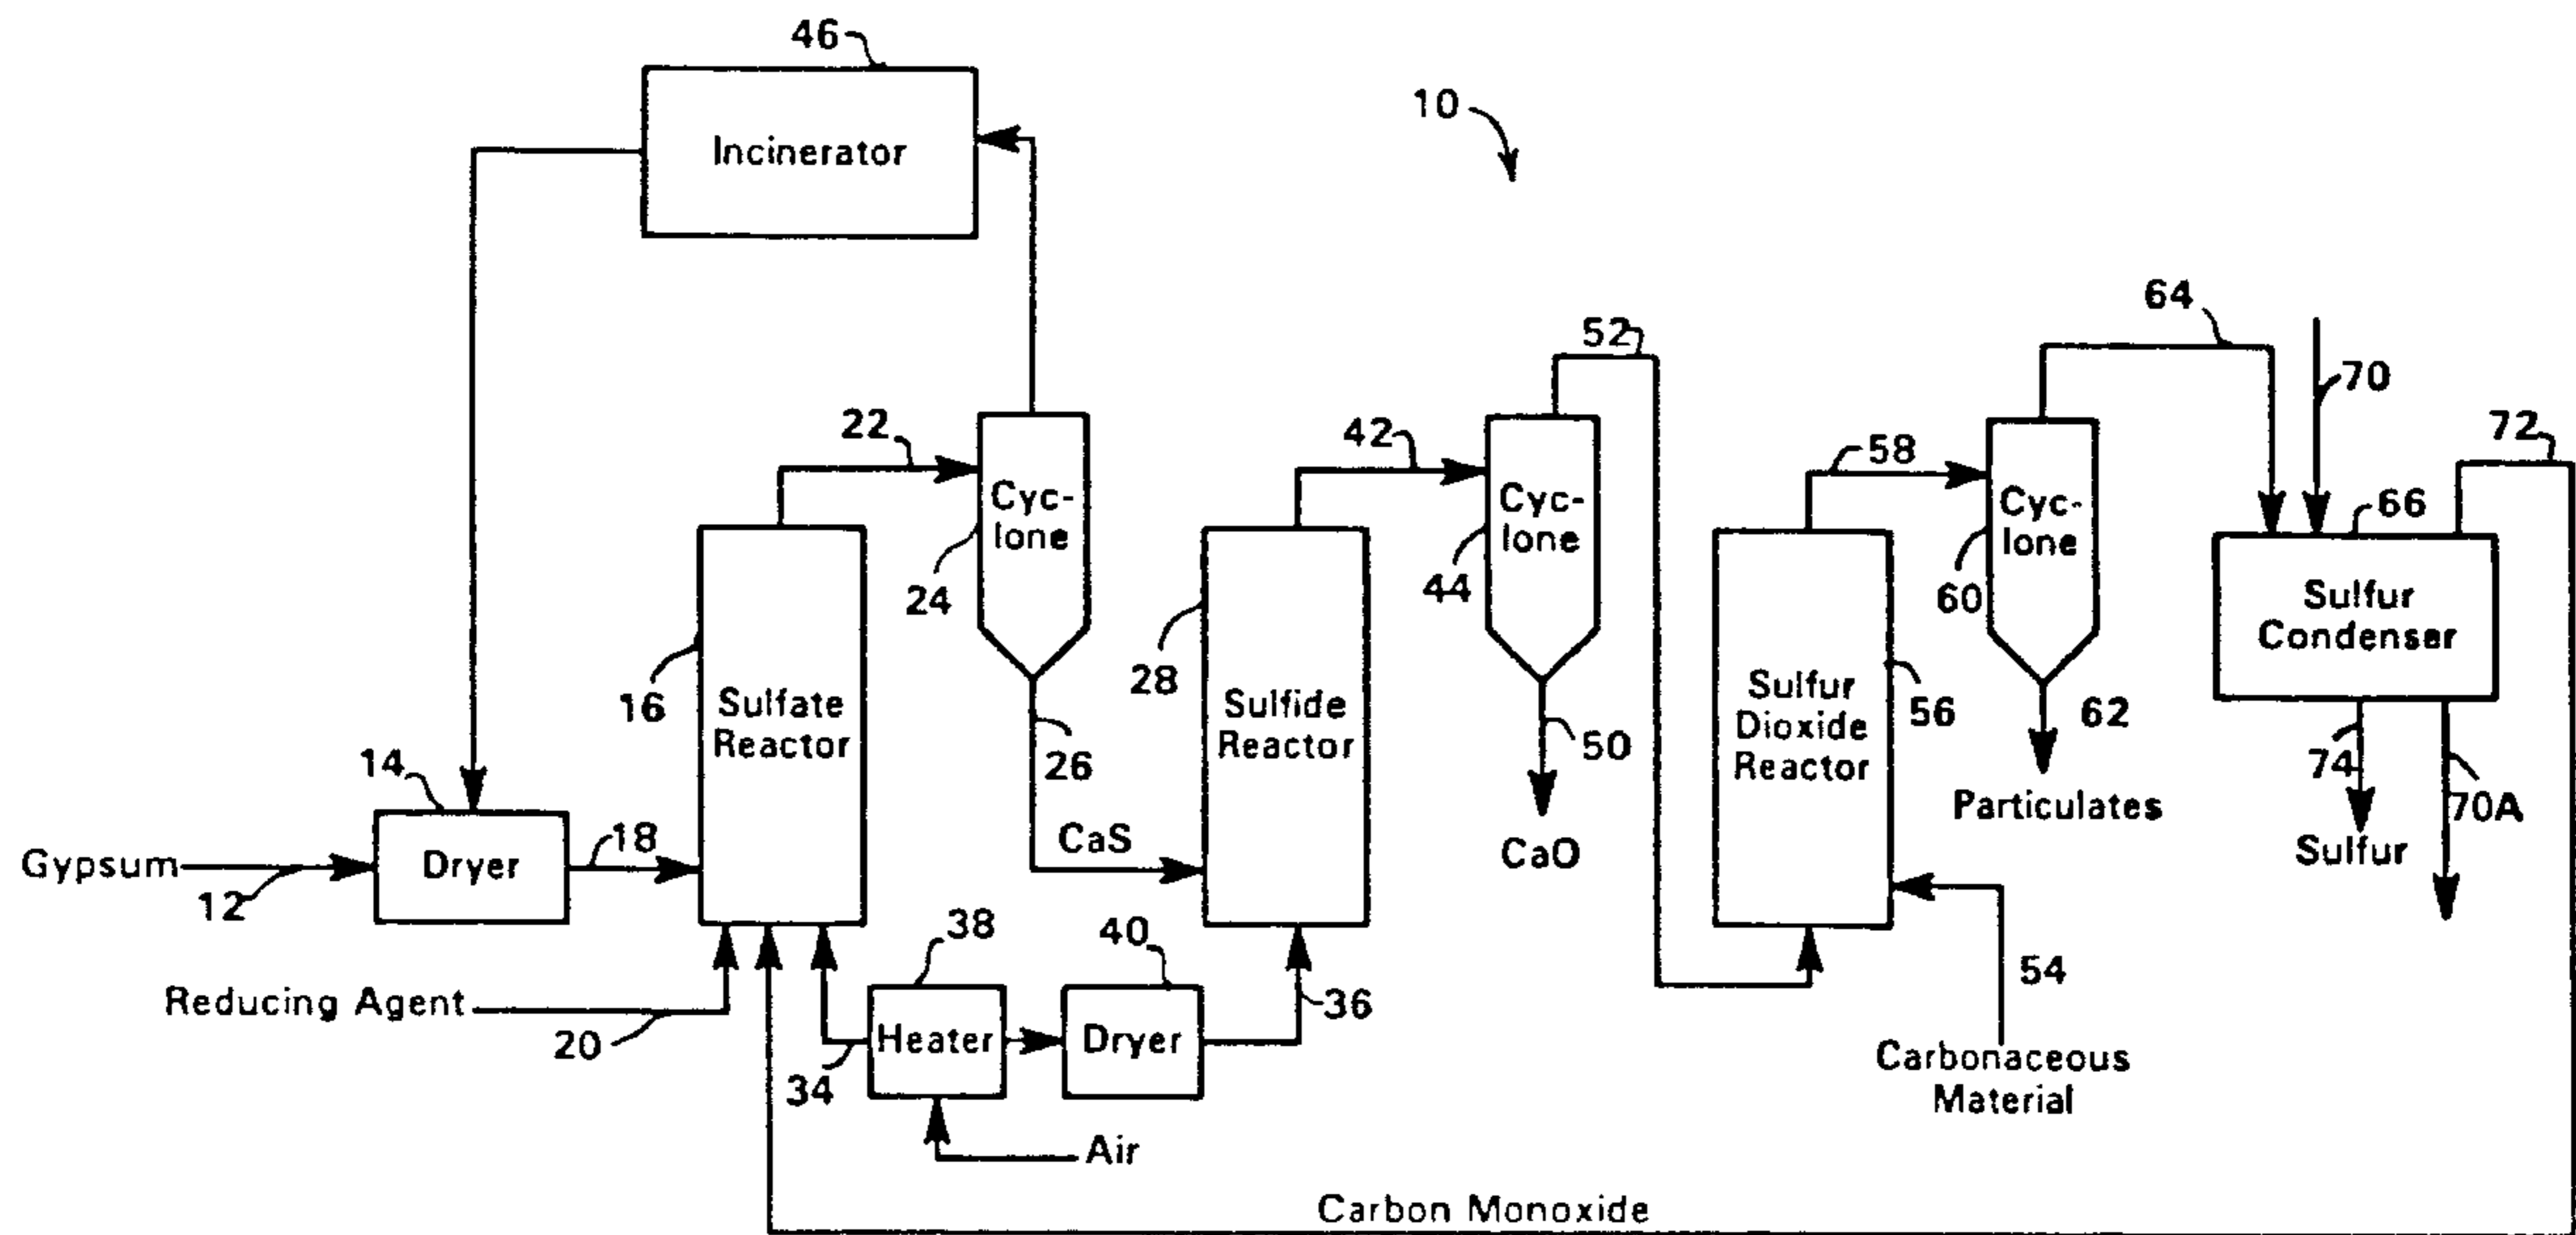 46
10
Incinerator
64
52
70
22
42
58
72
Cyc-
lone
Cyc-
lone
Cyc-
lone
66
24
44
60
Sulfur
Condenser
16
28
Sulfate
Reactor
Sulfide
Reactor
Sulfur
Dioxide
Reactor
56
62
26
50
14
74
70A
Particulates
CaS
CaO
Sulfur
Gypsum
12
Dryer
18
38
40
54
Reducing Agent
20
34
Heater
Dryer
36
Carbonaceous
Material
Air
Carbon Monoxide